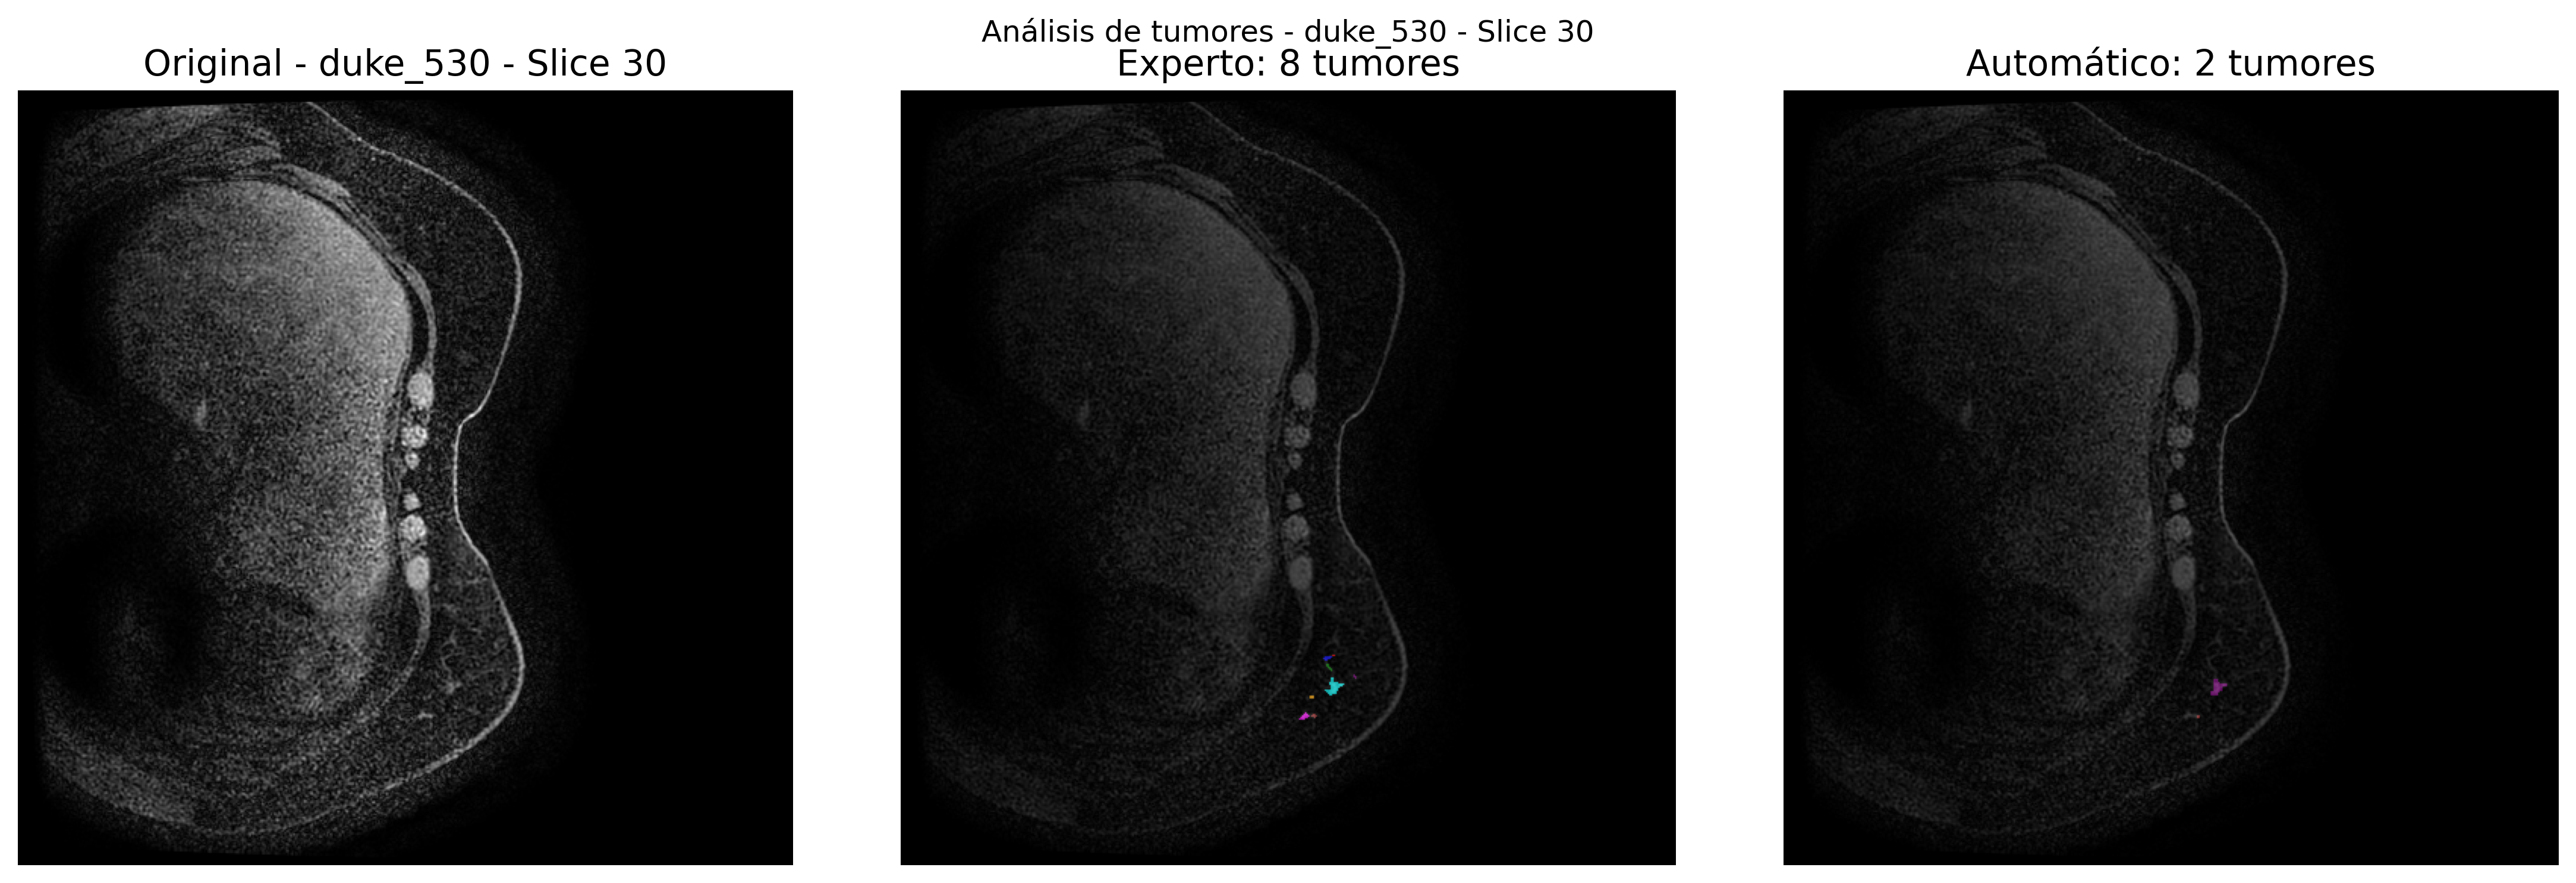 Análisis de tumores - duke_530 - Slice 30
Original - duke_530 - Slice 30
Experto: 8 tumores
Automático: 2 tumores